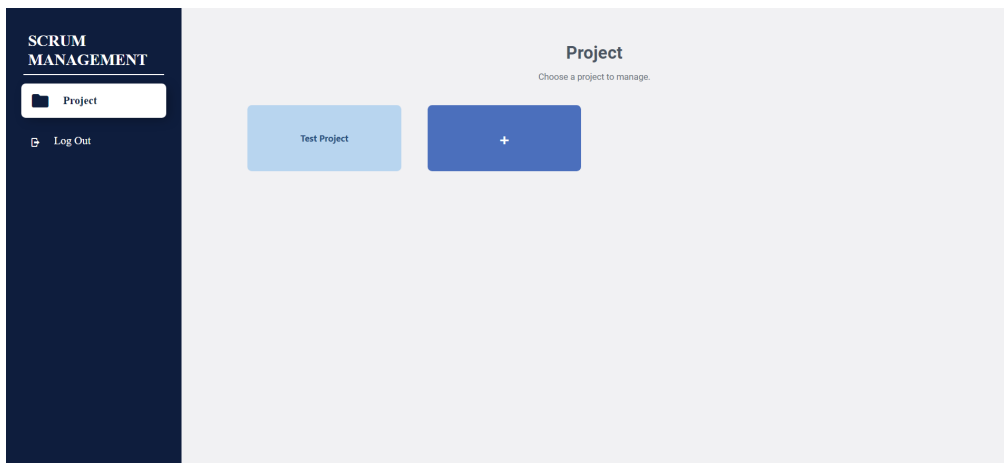 SCRUM
MANAGEMENT
Project
Log Out
Project
Choose a project to manage.
Test Project
+